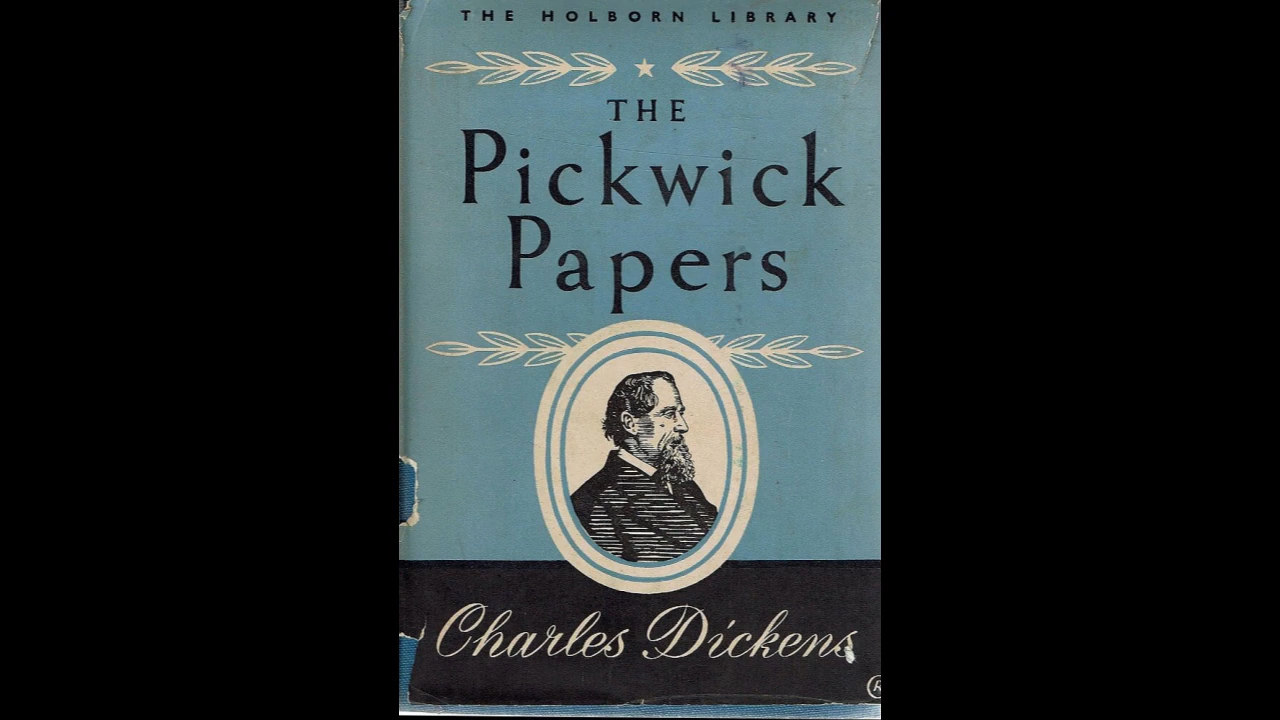 THE HOLBORN LIBRARY
THE
Pickwick
Papers
Charles Dickens